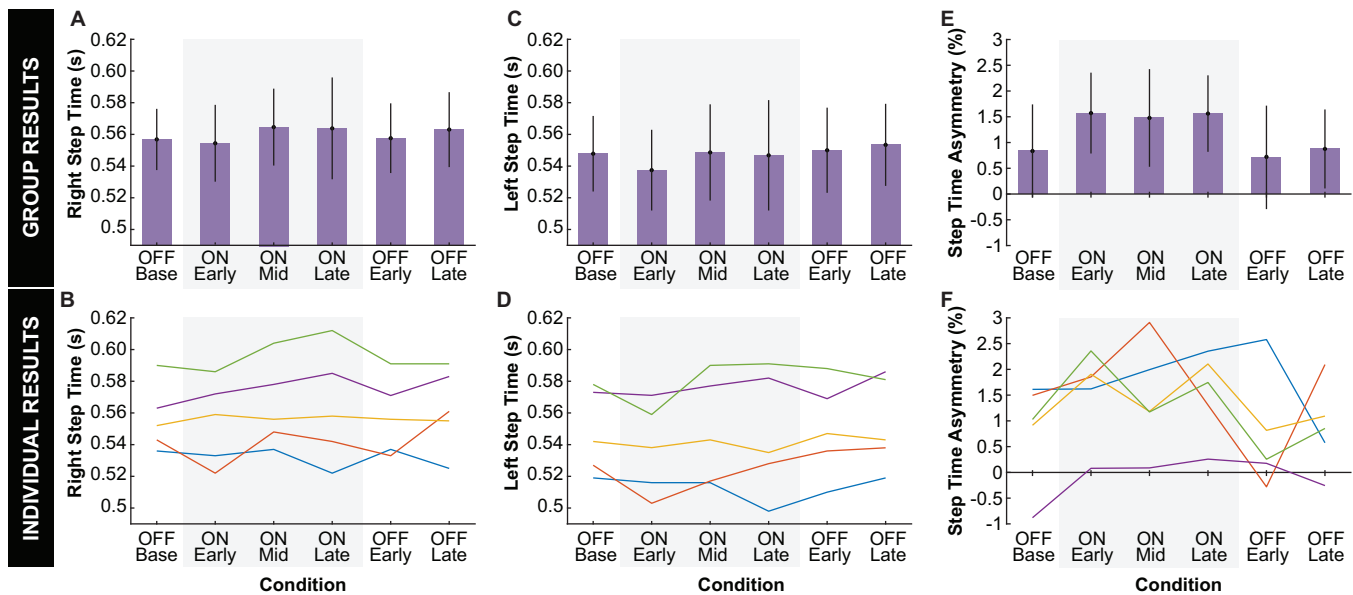 GROUP RESULTS
A
Right Step Time (s)
0.62
0.60
0.58
0.56
0.54
0.52
0.5
OFF Base
ON Early
ON Mid
ON Late
OFF Early
OFF Late
C
Left Step Time (s)
0.62
0.60
0.58
0.56
0.54
0.52
0.5
OFF Base
ON Early
ON Mid
ON Late
OFF Early
OFF Late
E
Step Time Asymmetry (%)
3
2.5
2
1.5
1
0.5
0
-0.5
-1
OFF Base
ON Early
ON Mid
ON Late
OFF Early
OFF Late
INDIVIDUAL RESULTS
B
Right Step Time (s)
0.62
0.60
0.58
0.56
0.54
0.52
0.5
OFF Base
ON Early
ON Mid
ON Late
OFF Early
OFF Late
Condition
D
Left Step Time (s)
0.62
0.60
0.58
0.56
0.54
0.52
0.5
OFF Base
ON Early
ON Mid
ON Late
OFF Early
OFF Late
Condition
F
Step Time Asymmetry (%)
3
2.5
2
1.5
1
0.5
0
-0.5
-1
OFF Base
ON Early
ON Mid
ON Late
OFF Early
OFF Late
Condition